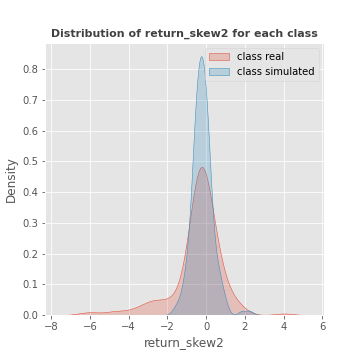 Distribution of return_skew2 for each class
class real
class simulated
0.8
0.7
0.6
0.5
0.4
0.3
0.2
0.1
0.0
Density
−8 −6 −4 −2 0 2 4 6
return_skew2